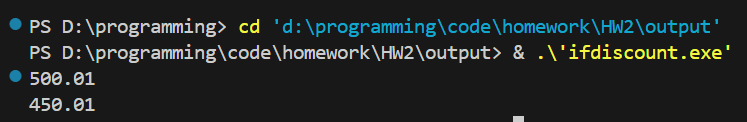 PS D:\programming> cd 'd:\programming\code\homework\HW2\output'
PS D:\programming\code\homework\HW2\output> & .\'ifdiscount.exe'
500.01
450.01